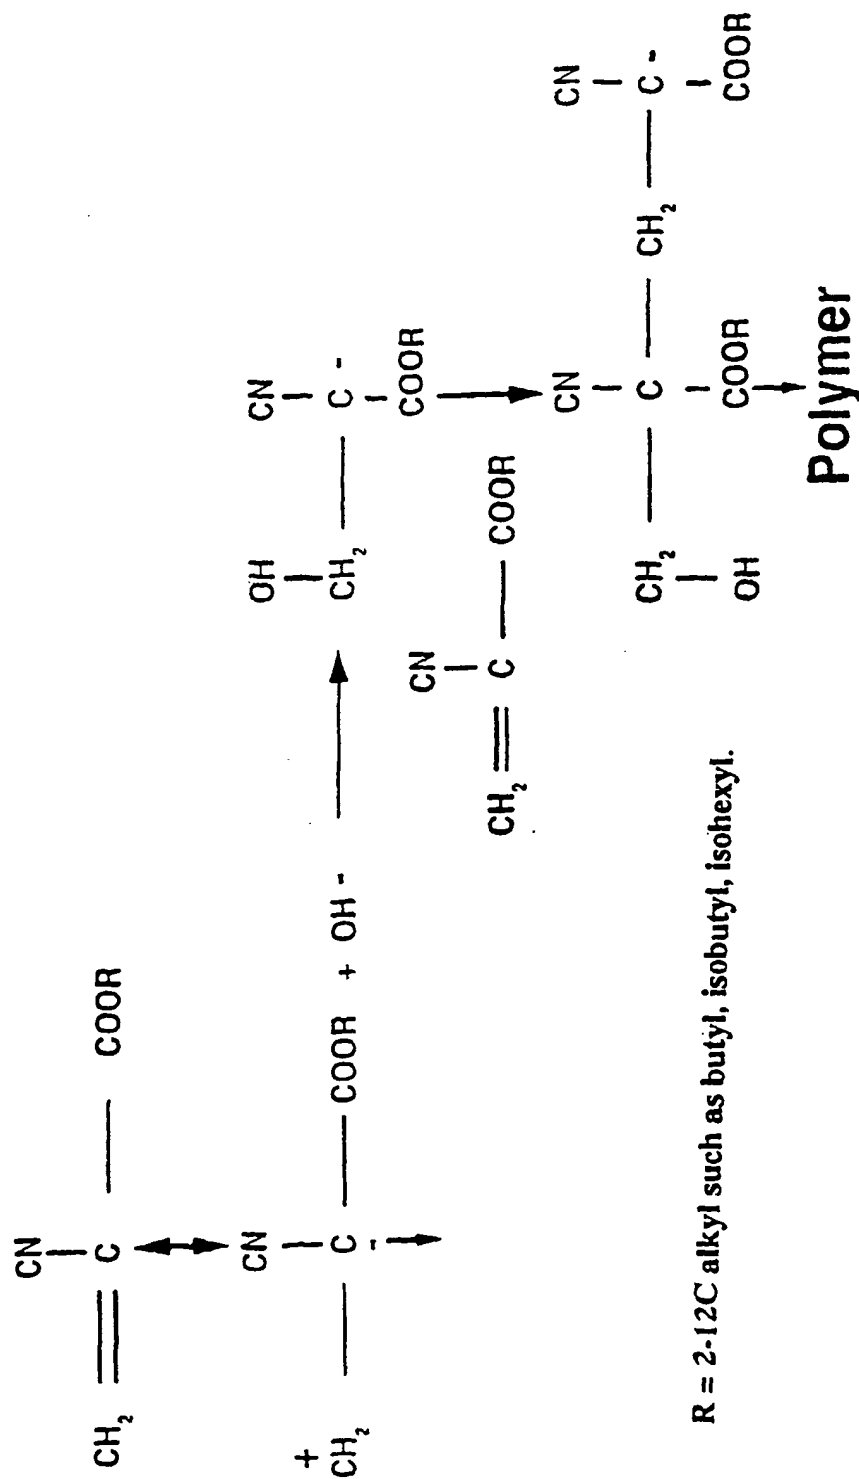 CN
CH2 = C — COOR
CN
+
CH2 — C — COOR + OH -
-
OH CN
CH2 — C -
COOR
CN
CH2 = C — COOR
CN CN
CH2 — C — CH2 — C -
OH COOR COOR
Polymer
R = 2-12C alkyl such as butyl, isobutyl, isohexyl.